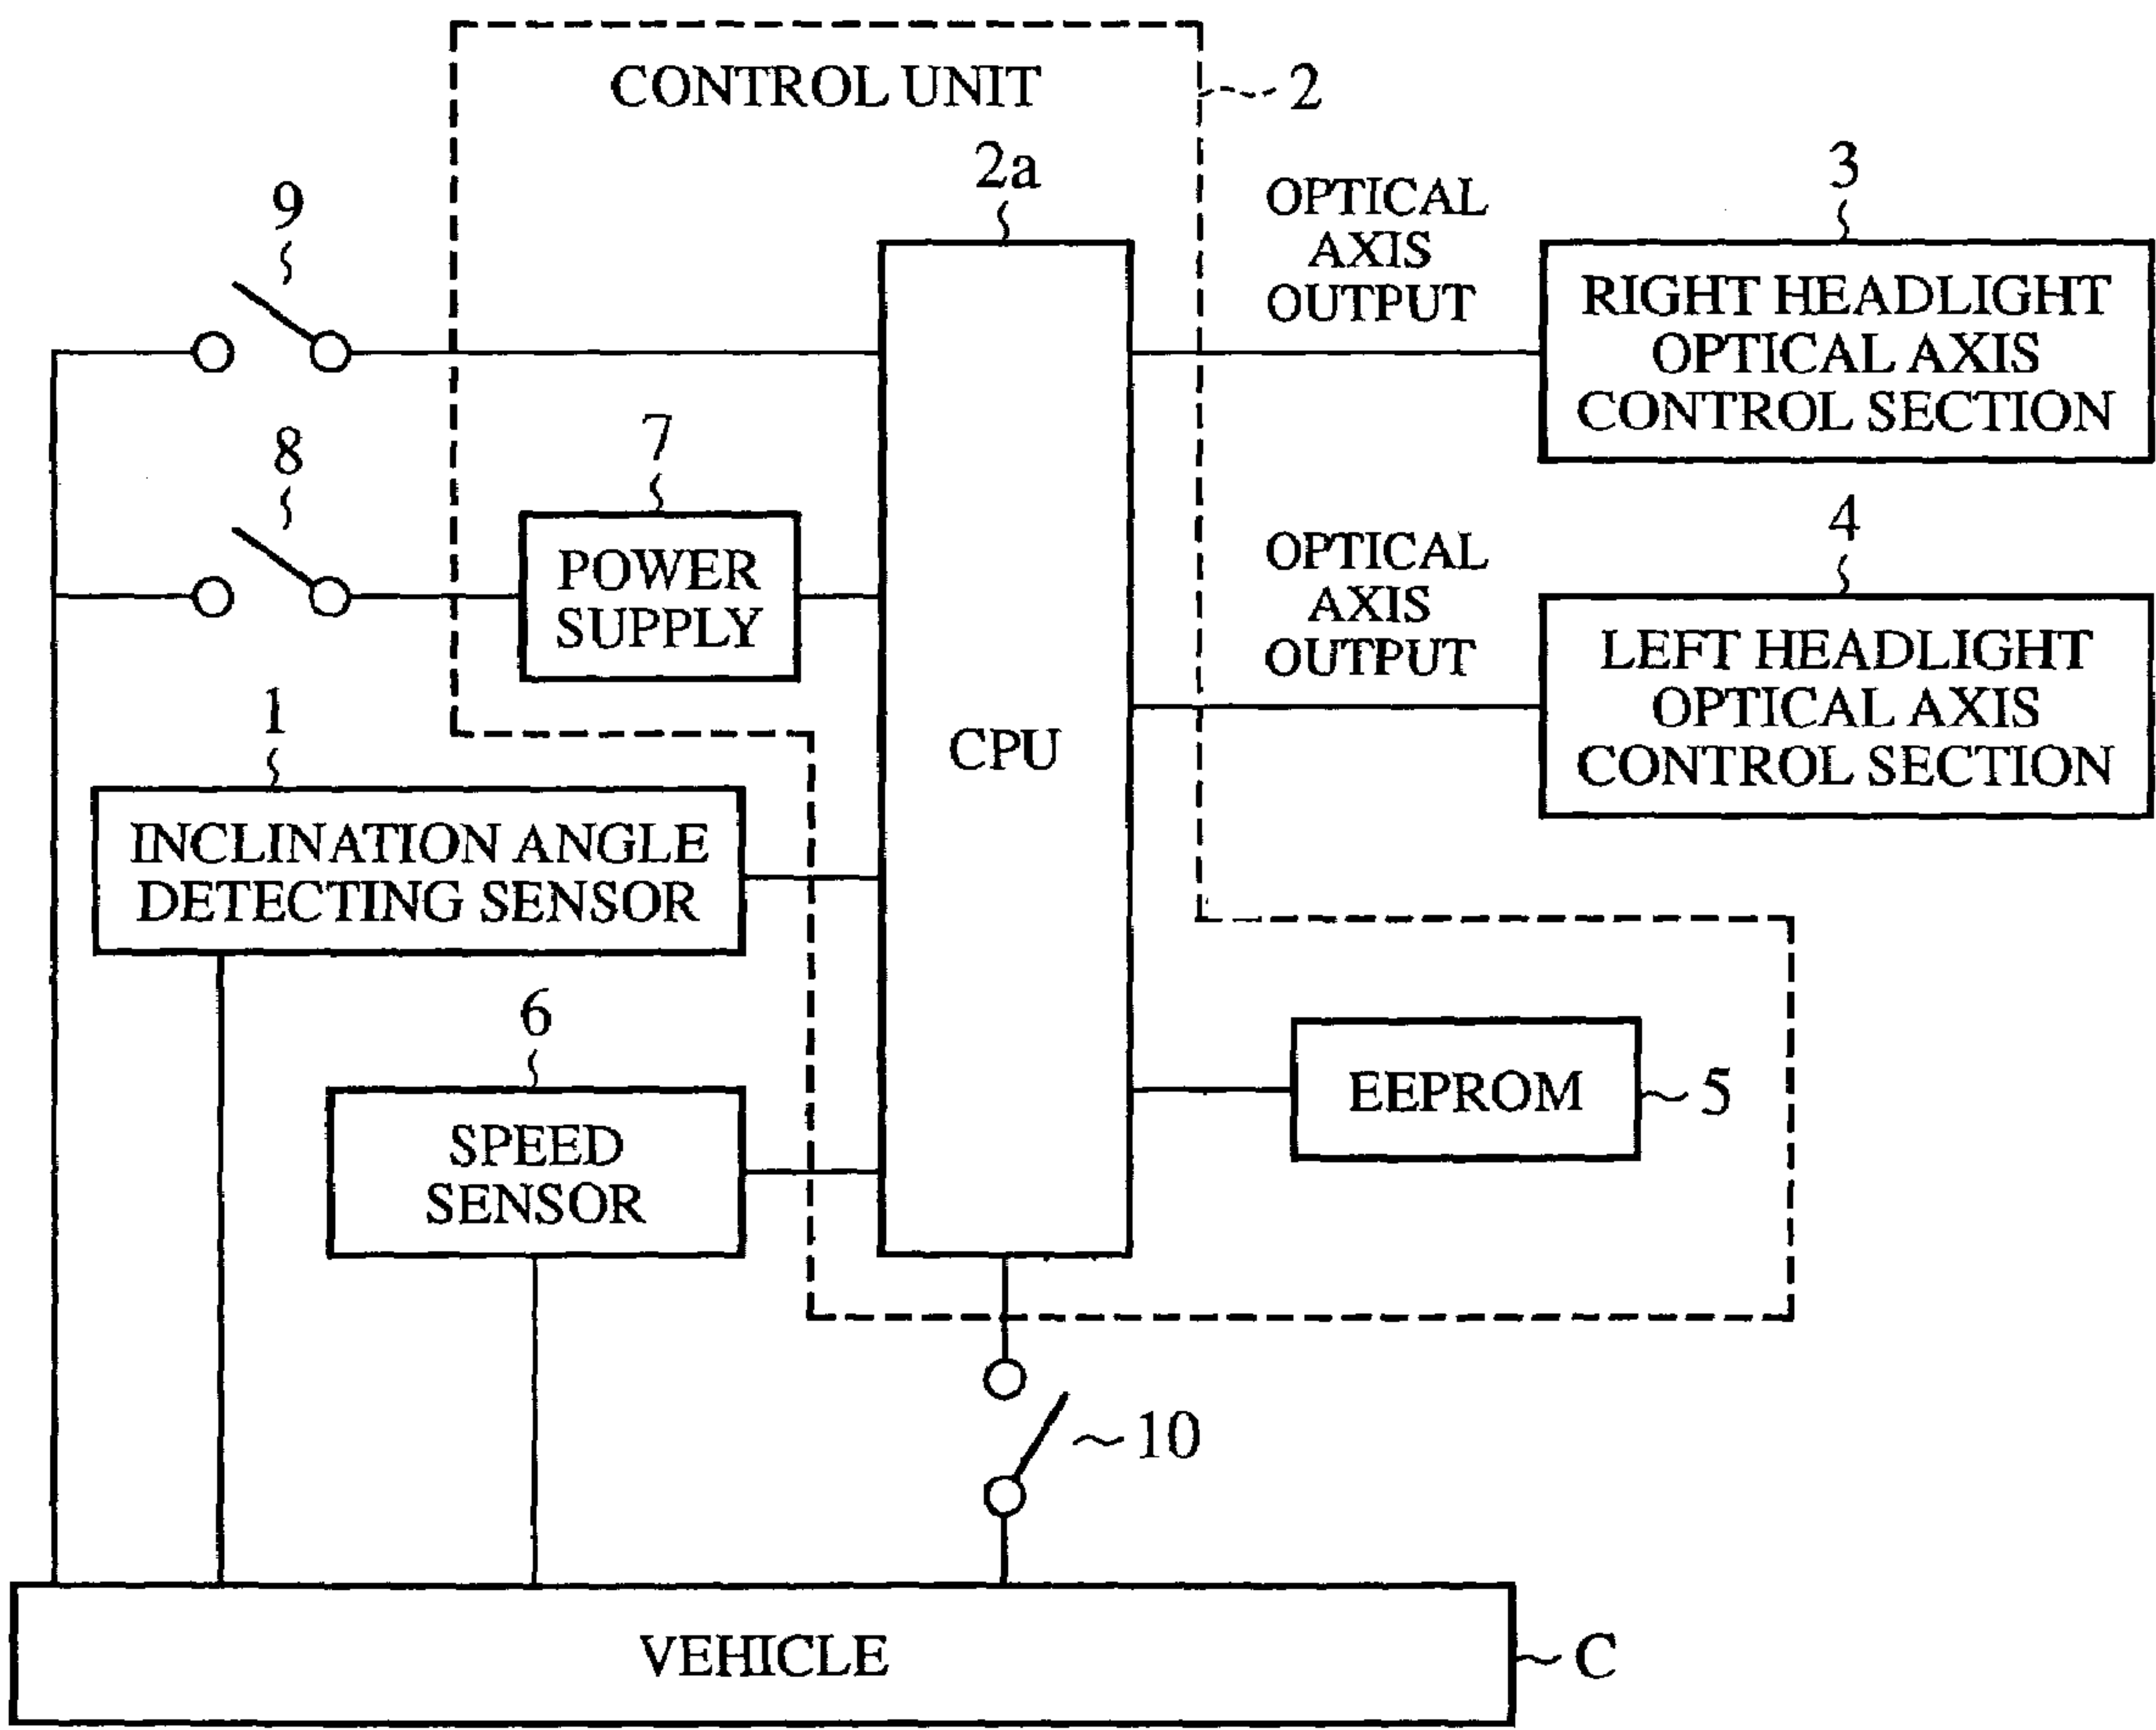 CONTROL UNIT
2
2a
OPTICAL
AXIS
OUTPUT
3
RIGHT HEADLIGHT
OPTICAL AXIS
CONTROL SECTION
9
8
7
POWER
SUPPLY
OPTICAL
AXIS
OUTPUT
4
LEFT HEADLIGHT
OPTICAL AXIS
CONTROL SECTION
CPU
1
INCLINATION ANGLE
DETECTING SENSOR
6
SPEED
SENSOR
EEPROM
5
10
VEHICLE
C